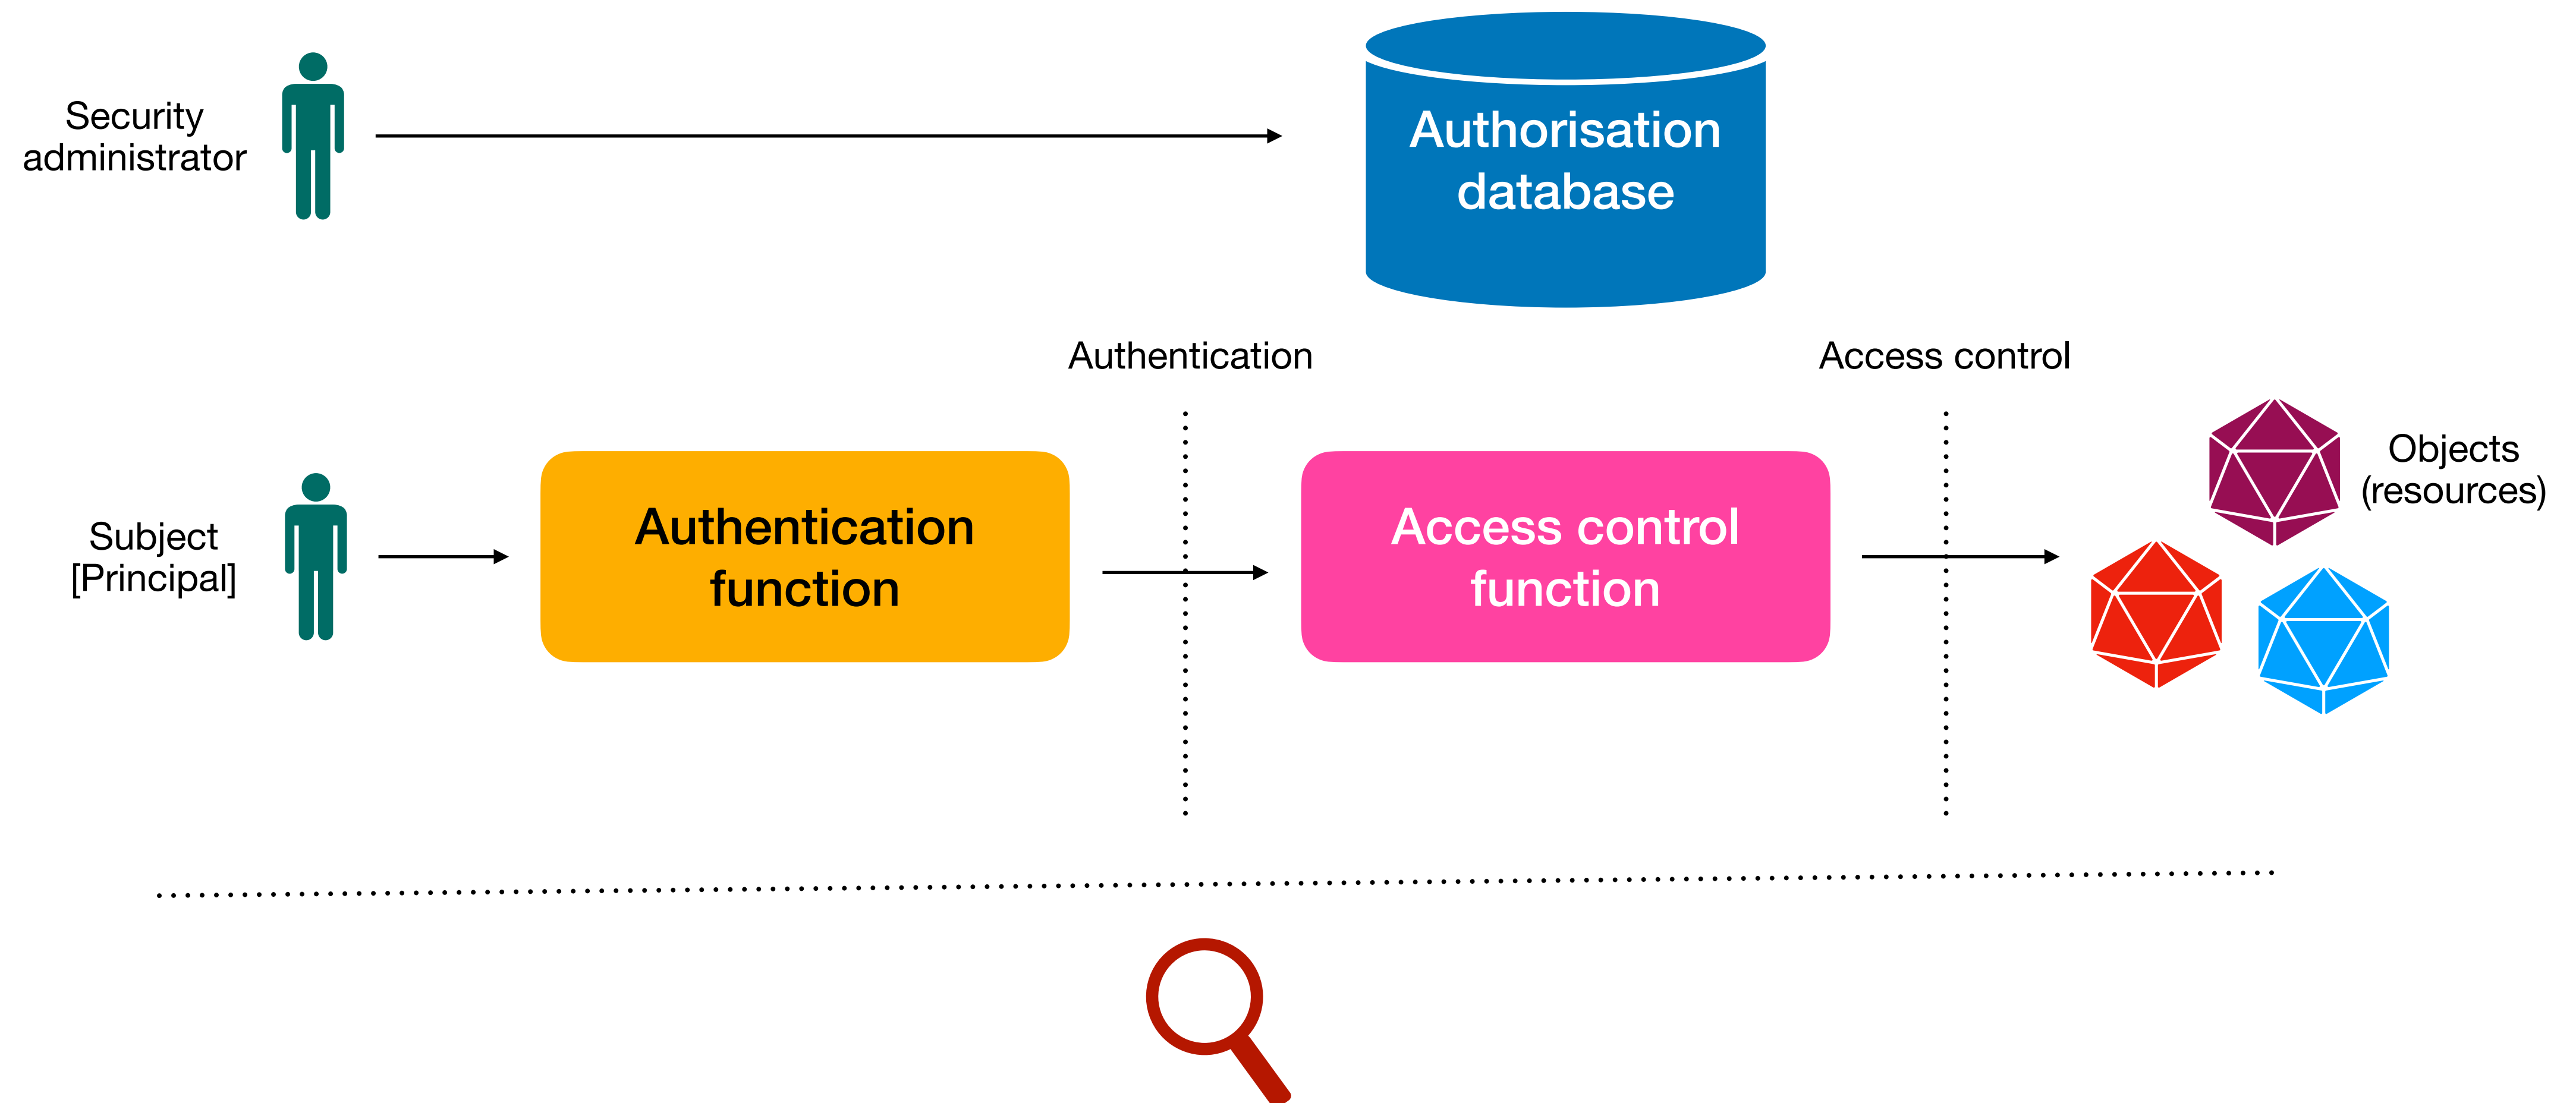 Security
administrator
Authorisation
database
Authentication
Access control
Subject
[Principal]
Authentication
function
Access control
function
Objects
(resources)